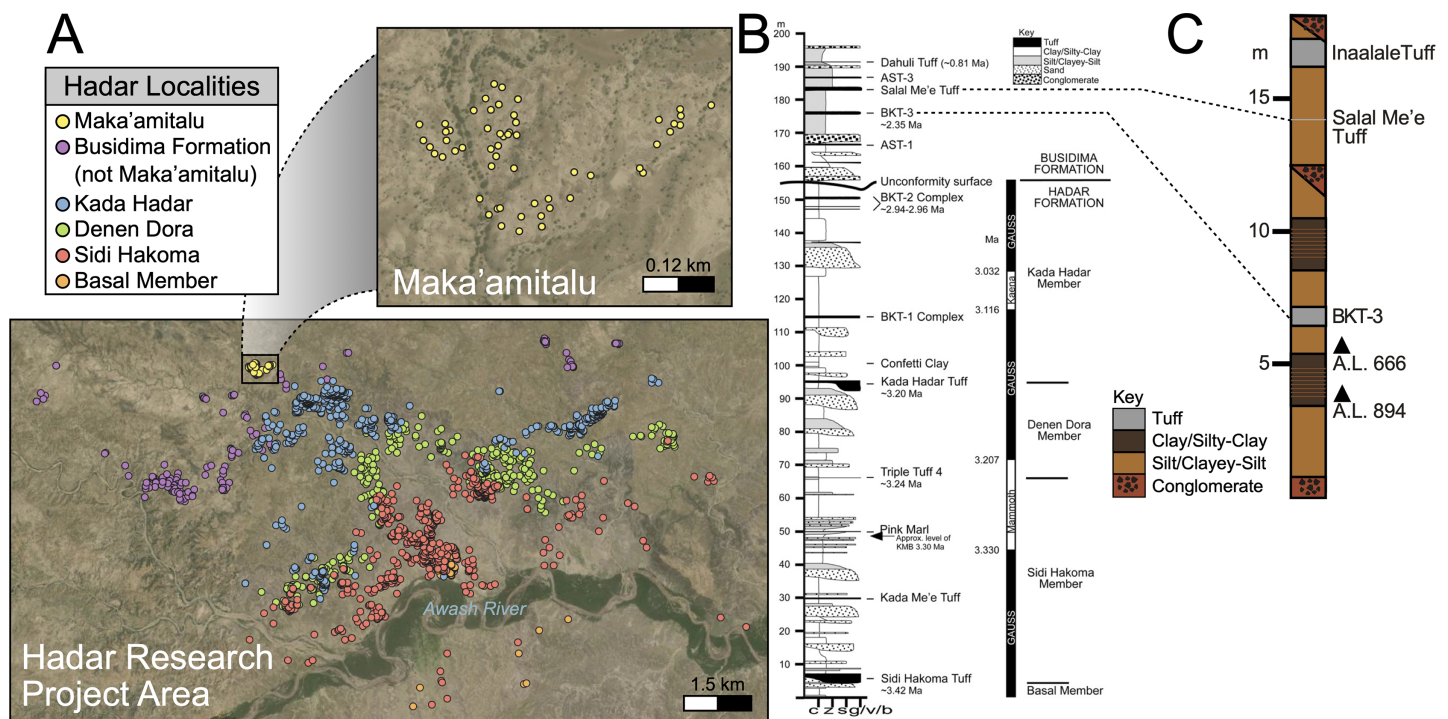 A
Hadar Localities
Maka’amitalu
Busidima Formation
(not Maka’amitalu)
Kada Hadar
Denen Dora
Sidi Hakoma
Basal Member
Maka’amitalu
0.12 km
Awash River
Hadar Research
Project Area
1.5 km
B
m
200
190
180
170
160
150
140
130
120
110
100
90
80
70
60
50
40
30
20
10
c z s g/v/b
Key
Tuff
Clay/Silty-Clay
Silt/Clayey-Silt
Sand
Conglomerate
Dahuli Tuff (~0.81 Ma)
AST-3
Salal Me’e Tuff
BKT-3
~2.35 Ma
AST-1
Unconformity surface
BKT-2 Complex
~2.94-2.96 Ma
BKT-1 Complex
Confetti Clay
Kada Hadar Tuff
~3.20 Ma
Triple Tuff 4
~3.24 Ma
Pink Marl
Approx. level of
KMB 3.30 Ma
Kada Me’e Tuff
Sidi Hakoma Tuff
~3.42 Ma
Ma
3.032
3.116
3.207
3.330
GAUSS
Kaena
GAUSS
Mammoth
GAUSS
BUSIDIMA
FORMATION
HADAR
FORMATION
Kada Hadar
Member
Denen Dora
Member
Sidi Hakoma
Member
Basal Member
C
m
15
10
5
InaalaleTuff
Salal Me’e
Tuff
BKT-3
A.L. 666
A.L. 894
Key
Tuff
Clay/Silty-Clay
Silt/Clayey-Silt
Conglomerate